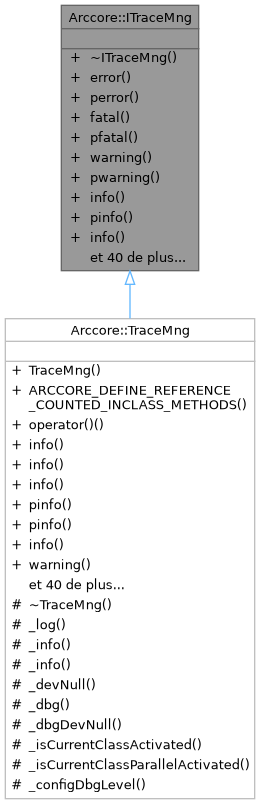 Arccore::ITraceMng
+ ~ITraceMng()
+ error()
+ perror()
+ fatal()
+ pfatal()
+ warning()
+ pwarning()
+ info()
+ pinfo()
+ info()
et 40 de plus...
Arccore::TraceMng
+ TraceMng()
+ ARCCORE_DEFINE_REFERENCE
_COUNTED_INCLASS_METHODS()
+ operator()()
+ info()
+ info()
+ info()
+ pinfo()
+ pinfo()
+ info()
+ warning()
et 40 de plus...
# ~TraceMng()
# _log()
# _info()
# _info()
# _devNull()
# _dbg()
# _dbgDevNull()
# _isCurrentClassActivated()
# _isCurrentClassParallelActivated()
# _configDbgLevel()